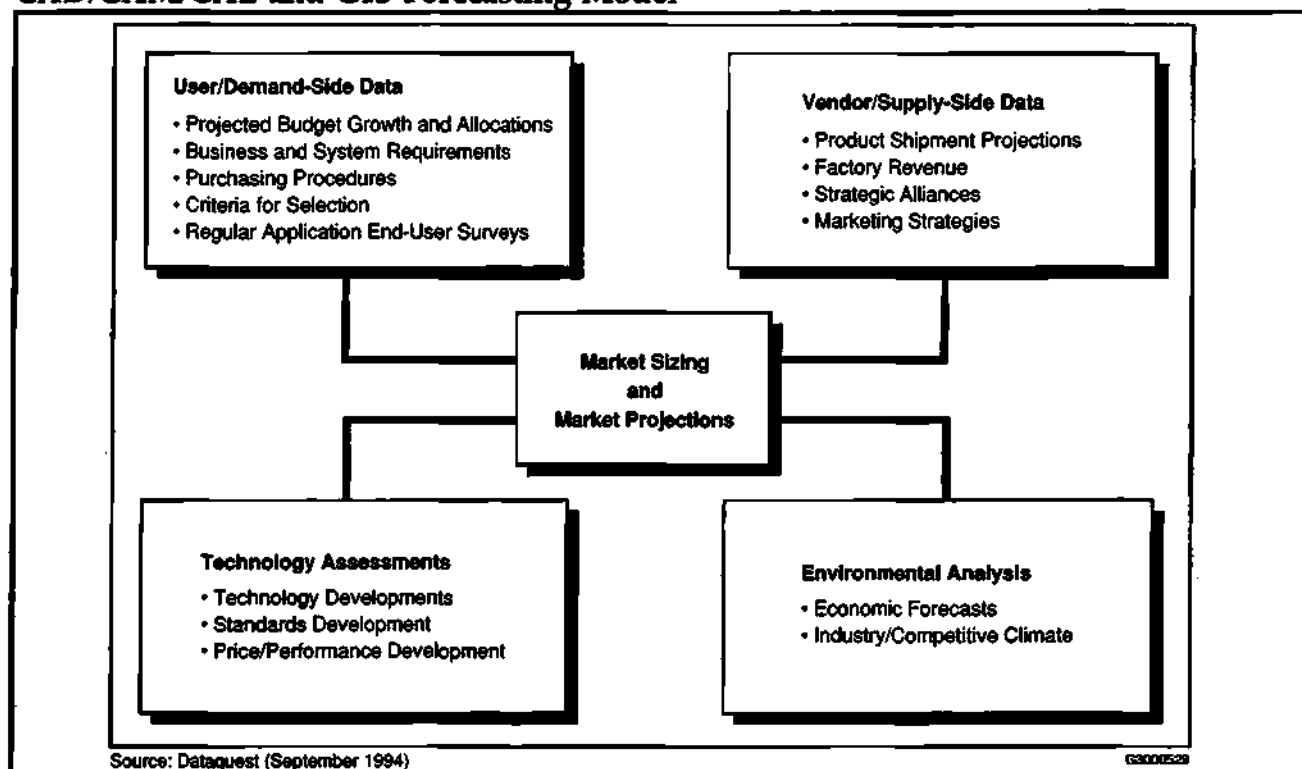 User/Demand-Side Data
• Projected Budget Growth and Allocations
• Business and System Requirements
• Purchasing Procedures
• Criteria for Selection
• Regular Application End-User Surveys
Vendor/Supply-Side Data
• Product Shipment Projections
• Factory Revenue
• Strategic Alliances
• Marketing Strategies
Market Sizing
and
Market Projections
Technology Assessments
• Technology Developments
• Standards Development
• Price/Performance Development
Environmental Analysis
• Economic Forecasts
• Industry/Competitive Climate
Source: Dataquest (September 1994)
G3000529